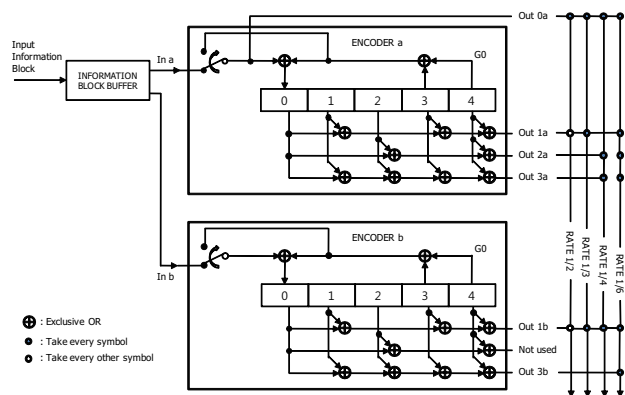 Out 0a
Input
Information
Block
In a
INFORMATION
BLOCK BUFFER
ENCODER a
G0
0 1 2 3 4
Out 1a
Out 2a
Out 3a
RATE 1/2
RATE 1/3
RATE 1/4
RATE 1/6
In b
ENCODER b
G0
0 1 2 3 4
Out 1b
Not used
Out 3b
: Exclusive OR
: Take every symbol
: Take every other symbol